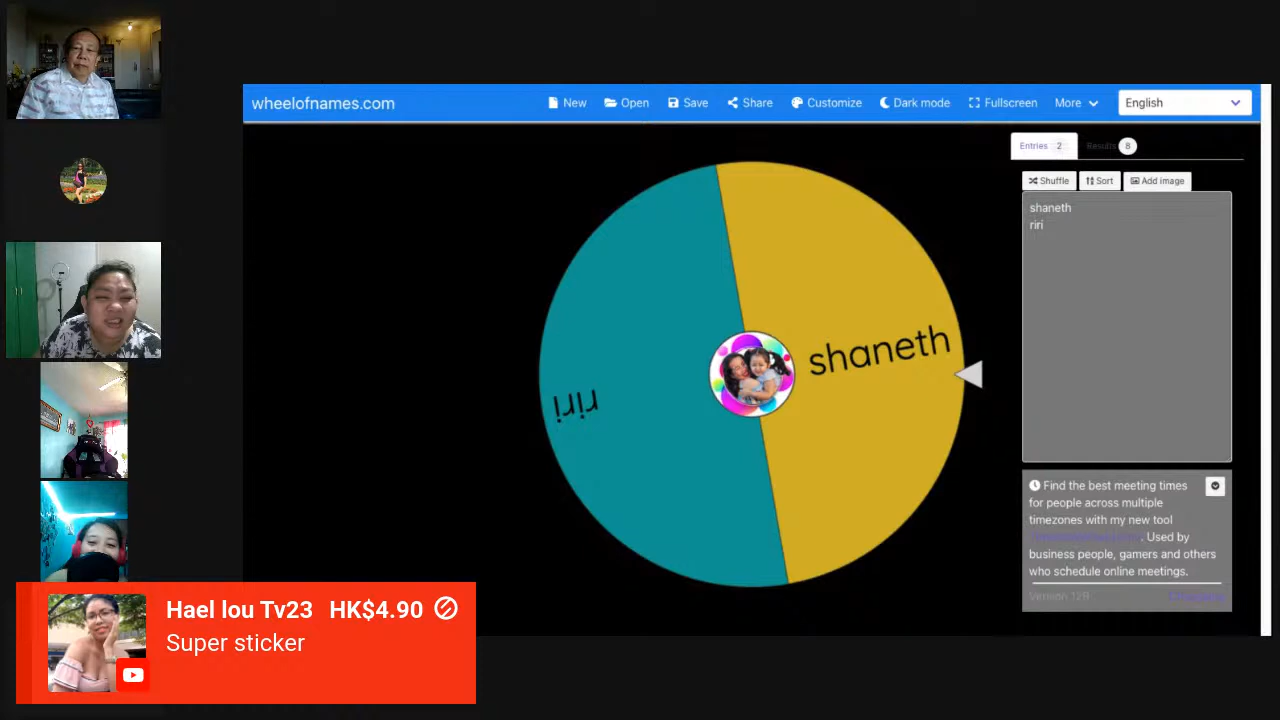 wheelofnames.com
New
Open
Save
Share
Customize
Dark mode
Fullscreen
More
English
Entries 2
Results 8
Shuffle
Sort
Add image
shaneth
riri
shaneth
riri
Find the best meeting times
for people across multiple
timezones with my new tool
. Used by
business people, gamers and others
who schedule online meetings.
Version
Hael lou Tv23 HK$4.90
Super sticker